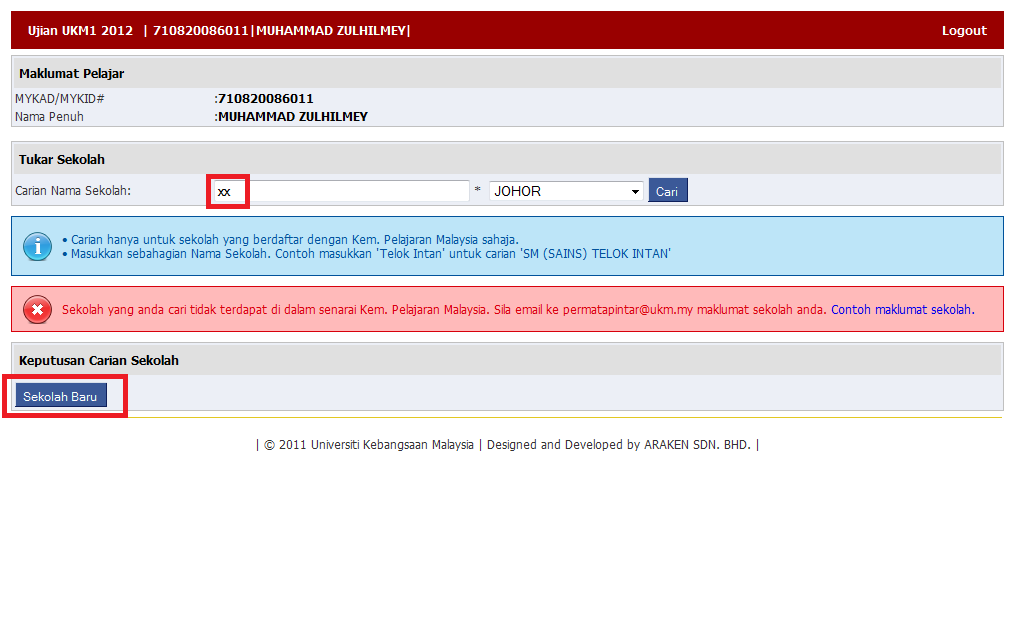 Ujian UKM1 2012 | 710820086011|MUHAMMAD ZULHILMEY| Logout
Maklumat Pelajar
MYKAD/MYKID# :710820086011
Nama Penuh :MUHAMMAD ZULHILMEY
Tukar Sekolah
Carian Nama Sekolah: xx * JOHOR Cari
• Carian hanya untuk sekolah yang berdaftar dengan Kem. Pelajaran Malaysia sahaja.
• Masukkan sebahagian Nama Sekolah. Contoh masukkan 'Telok Intan' untuk carian 'SM (SAINS) TELOK INTAN'
Sekolah yang anda cari tidak terdapat di dalam senarai Kem. Pelajaran Malaysia. Sila email ke permatapintar@ukm.my maklumat sekolah anda. Contoh maklumat sekolah.
Keputusan Carian Sekolah
Sekolah Baru
| © 2011 Universiti Kebangsaan Malaysia | Designed and Developed by ARAKEN SDN. BHD. |